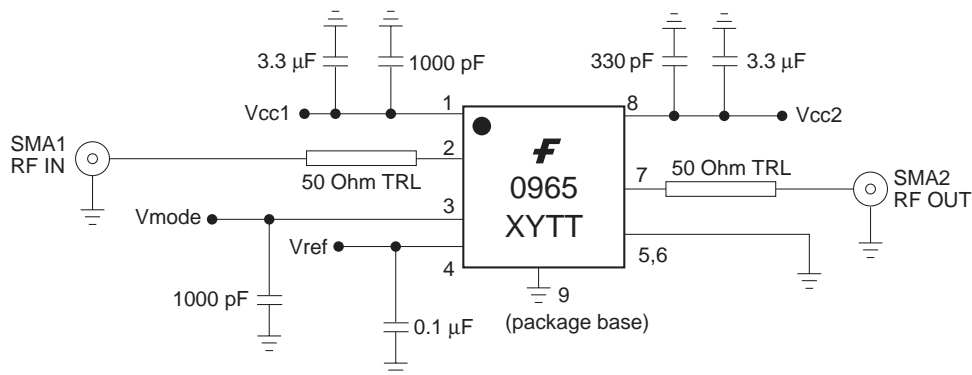 3.3 μF
1000 pF
330 pF
3.3 μF
Vcc1
1
8
Vcc2
SMA1
RF IN
2
50 Ohm TRL
0965
XYTT
7
50 Ohm TRL
SMA2
RF OUT
Vmode
3
Vref
4
5,6
1000 pF
0.1 μF
9
(package base)